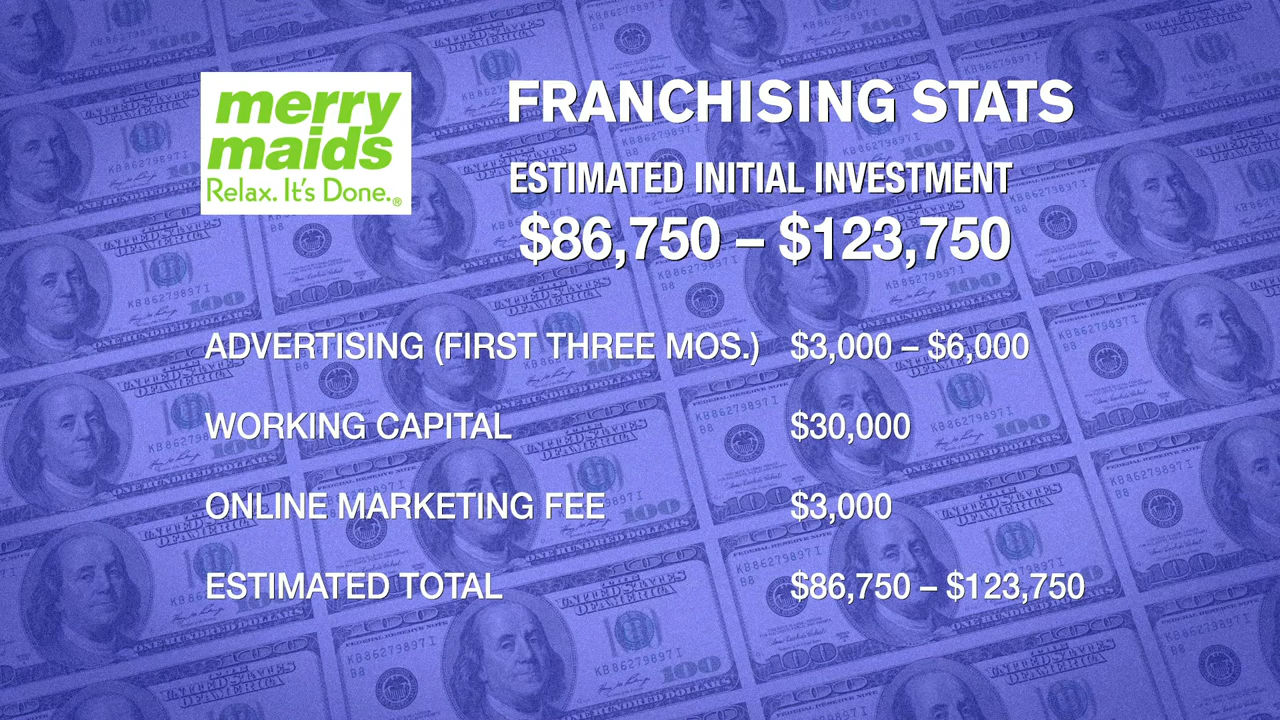 merry
maids
Relax. It's Done.®
FRANCHISING STATS
ESTIMATED INITIAL INVESTMENT
$86,750 – $123,750
ADVERTISING (FIRST THREE MOS.) $3,000 – $6,000
WORKING CAPITAL $30,000
ONLINE MARKETING FEE $3,000
ESTIMATED TOTAL $86,750 – $123,750